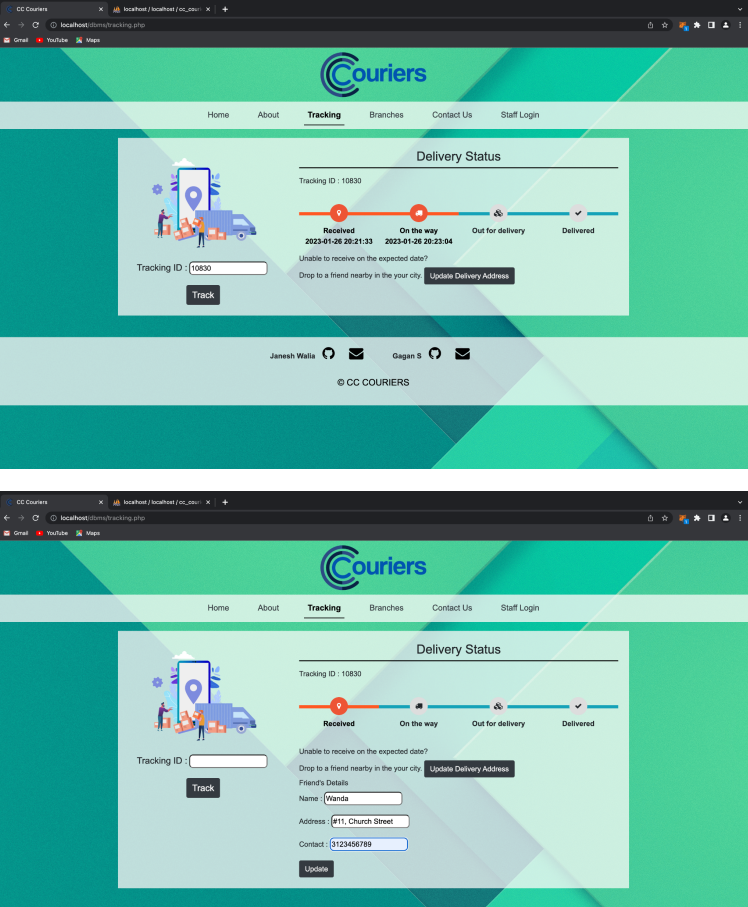 CC Couriers
localhost / localhost / cc_couri
localhost/dbms/tracking.php
Gmail YouTube Maps
Couriers
Home About Tracking Branches Contact Us Staff Login
Delivery Status
Tracking ID : 10830
Received On the way Out for delivery Delivered
2023-01-26 20:21:33 2023-01-26 20:23:04
Unable to receive on the expected date?
Drop to a friend nearby in the your city. Update Delivery Address
Tracking ID : 10830
Track
Janesh Walia Gagan S
© CC COURIERS
CC Couriers
localhost / localhost / cc_couri
localhost/dbms/tracking.php
Gmail YouTube Maps
Couriers
Home About Tracking Branches Contact Us Staff Login
Delivery Status
Tracking ID : 10830
Received On the way Out for delivery Delivered
Unable to receive on the expected date?
Drop to a friend nearby in the your city. Update Delivery Address
Tracking ID :
Track
Friend's Details
Name : Wanda
Address : #11, Church Street
Contact : 3123456789
Update